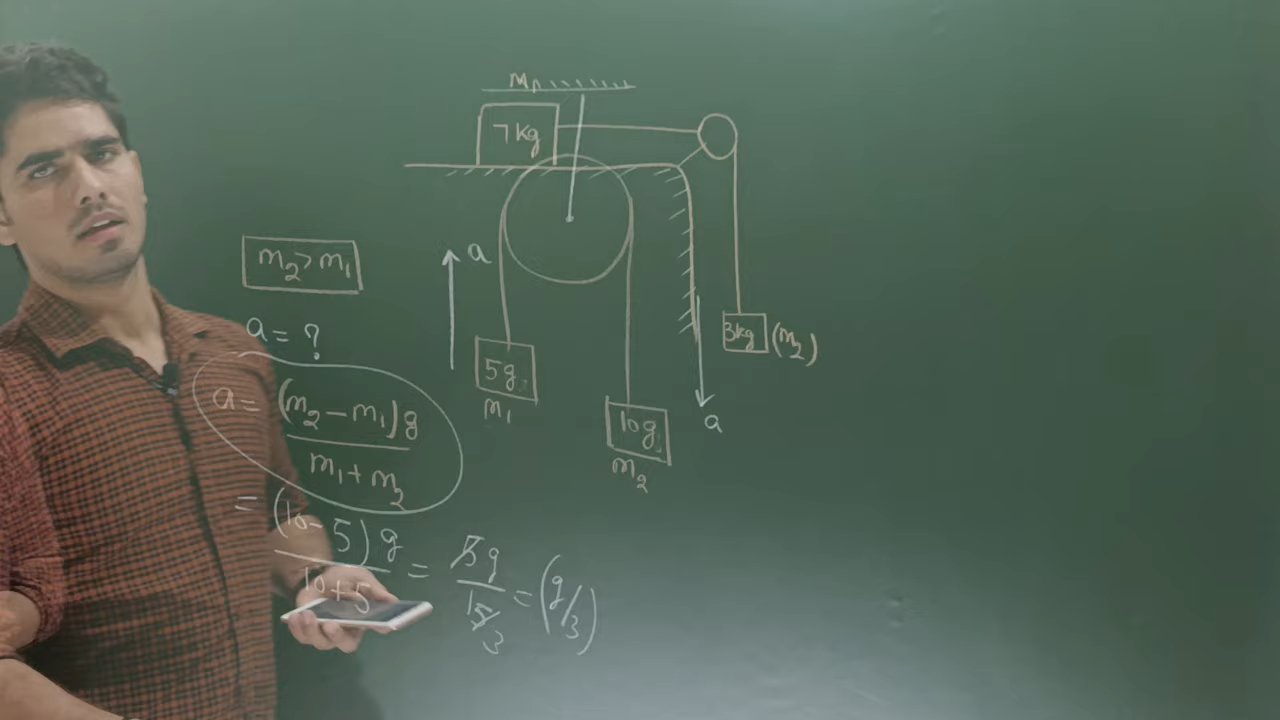 M
7kg
m₂>m₁
a
a = ?
3kg (m₂)
5g
m₁
a = (m₂-m₁)g / m₁+m₂
10g
m₂
a
= (10-5)g / 10+5 = 5g / 15 3 = (g/3)